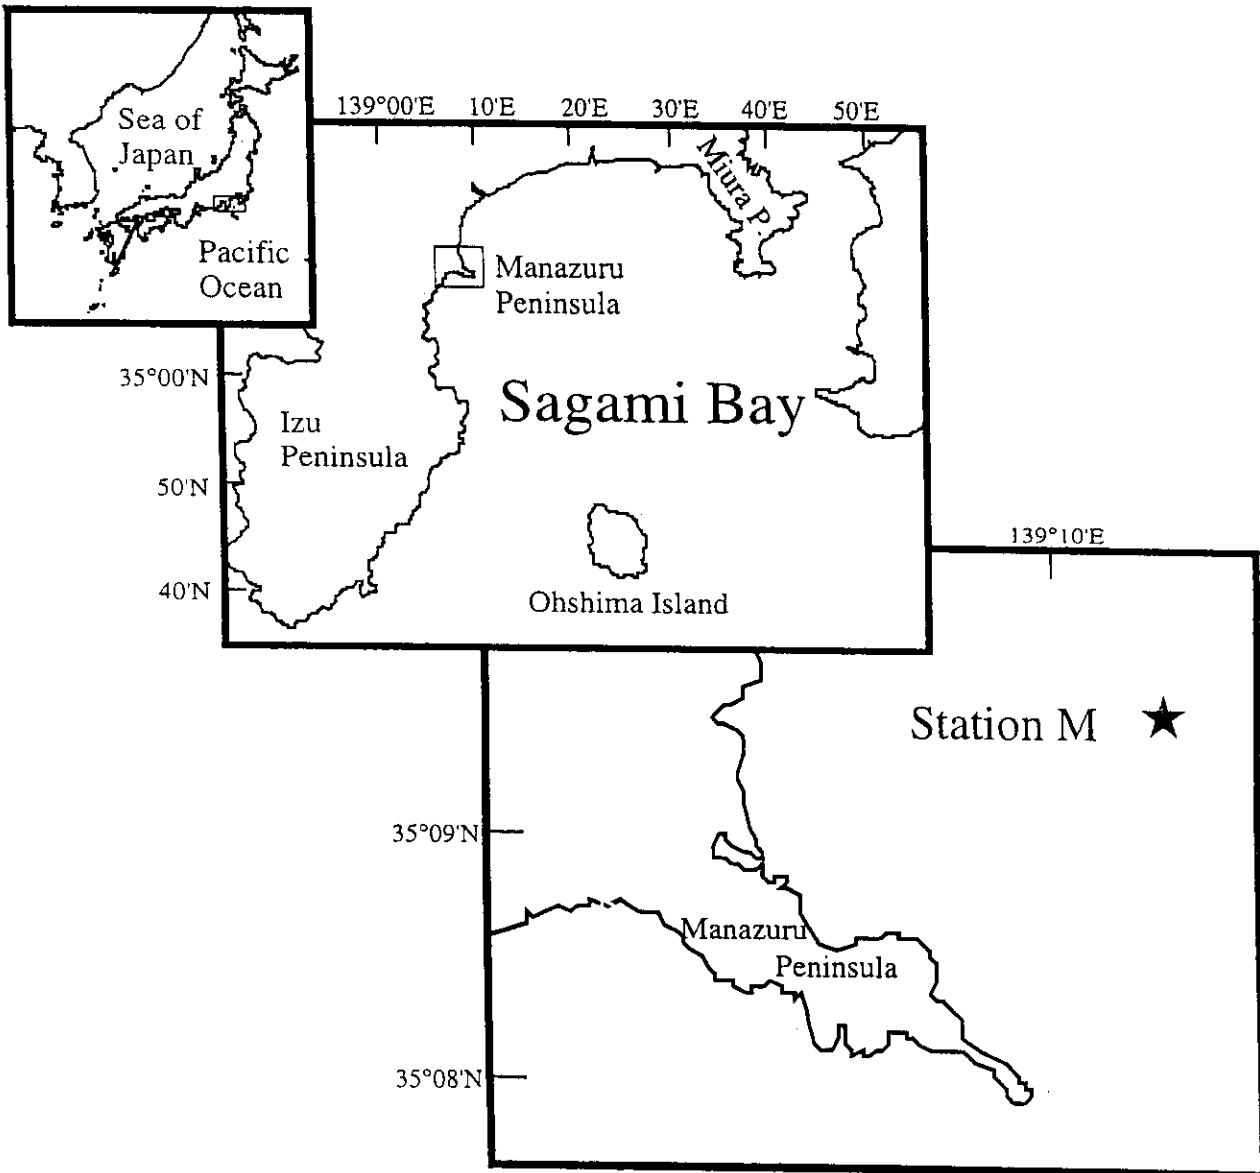 Sea of
Japan
Pacific
Ocean
139°00'E 10'E 20'E 30'E 40'E 50'E
Miura P.
Manazuru
Peninsula
35°00'N
Sagami Bay
Izu
Peninsula
50'N
40'N
Ohshima Island
139°10'E
Station M
35°09'N
Manazuru
Peninsula
35°08'N